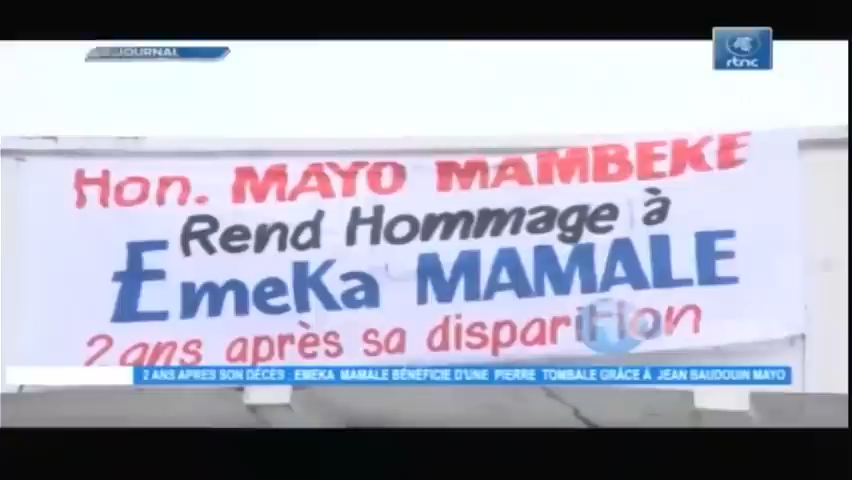 JOURNAL
rtnc
Hon. MAYO MAMBEKE
Rend Hommage à
EmeKa MAMALE
2 ans après sa disparition
2 ANS APRES SON DÉCÈS : EMEKA MAMALE BÉNÉFICIE D'UNE PIERRE TOMBALE GRÂCE À JEAN BAUDOUIN MAYO